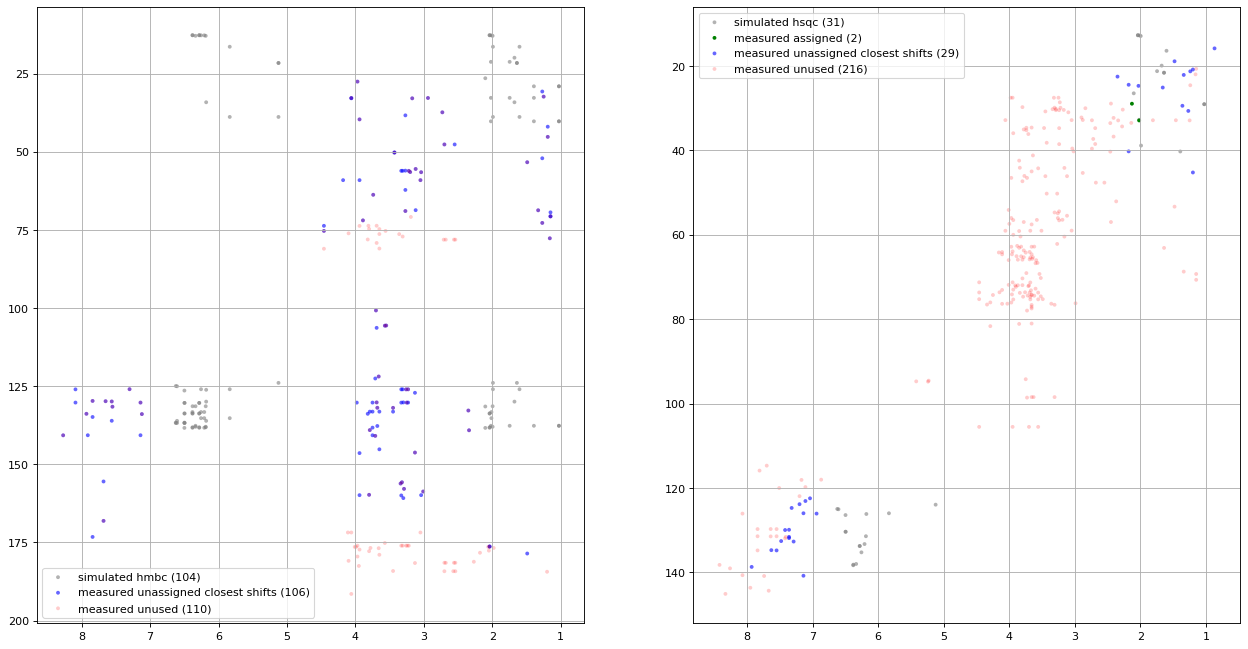 simulated hmbc (104)
measured unassigned closest shifts (106)
measured unused (110)
25
50
75
100
125
150
175
200
8 7 6 5 4 3 2 1
simulated hsqc (31)
measured assigned (2)
measured unassigned closest shifts (29)
measured unused (216)
20
40
60
80
100
120
140
8 7 6 5 4 3 2 1